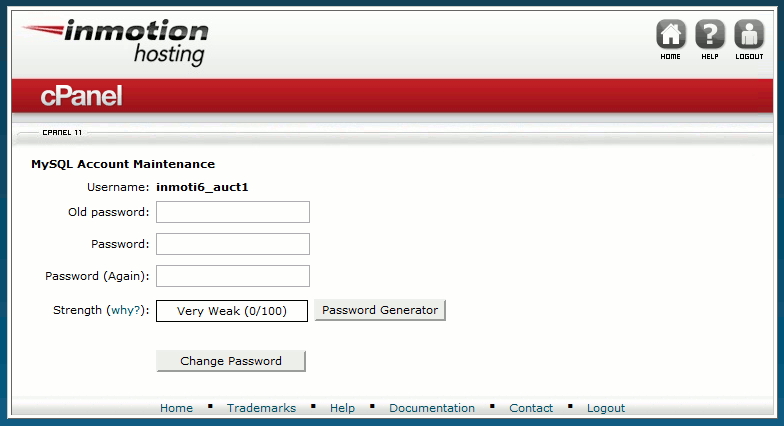 inmotion
hosting
HOME HELP LOGOUT
cPanel
CPANEL 11
MySQL Account Maintenance
Username: inmoti6_auct1
Old password:
Password:
Password (Again):
Strength (why?): Very Weak (0/100) Password Generator
Change Password
Home ▪ Trademarks ▪ Help ▪ Documentation ▪ Contact ▪ Logout